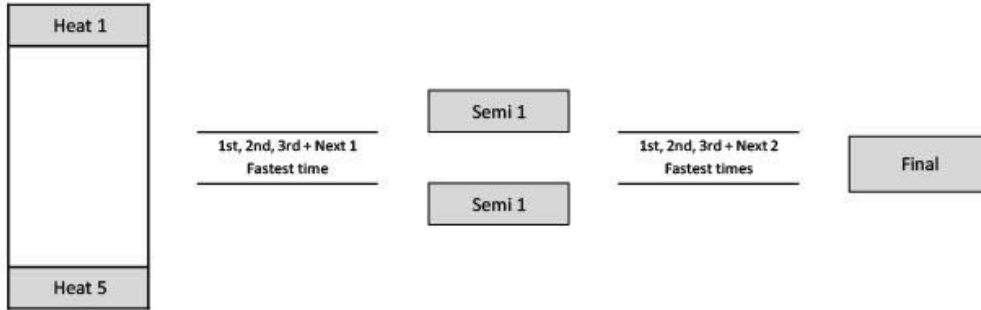 Heat 1
Heat 5
1st, 2nd, 3rd + Next 1
Fastest time
Semi 1
Semi 1
1st, 2nd, 3rd + Next 2
Fastest times
Final